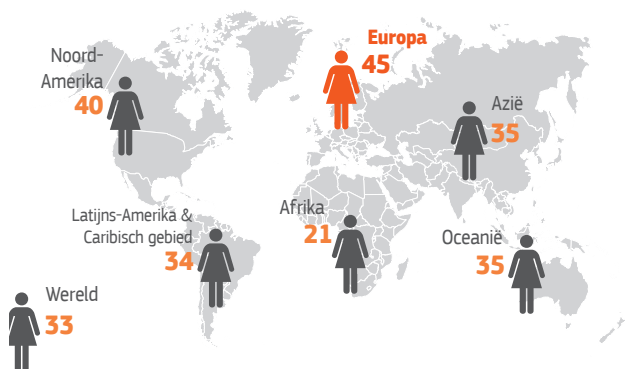 Noord-
Amerika
40
Europa
45
Azië
35
Latijns-Amerika &
Caribisch gebied
34
Afrika
21
Oceanië
35
Wereld
33